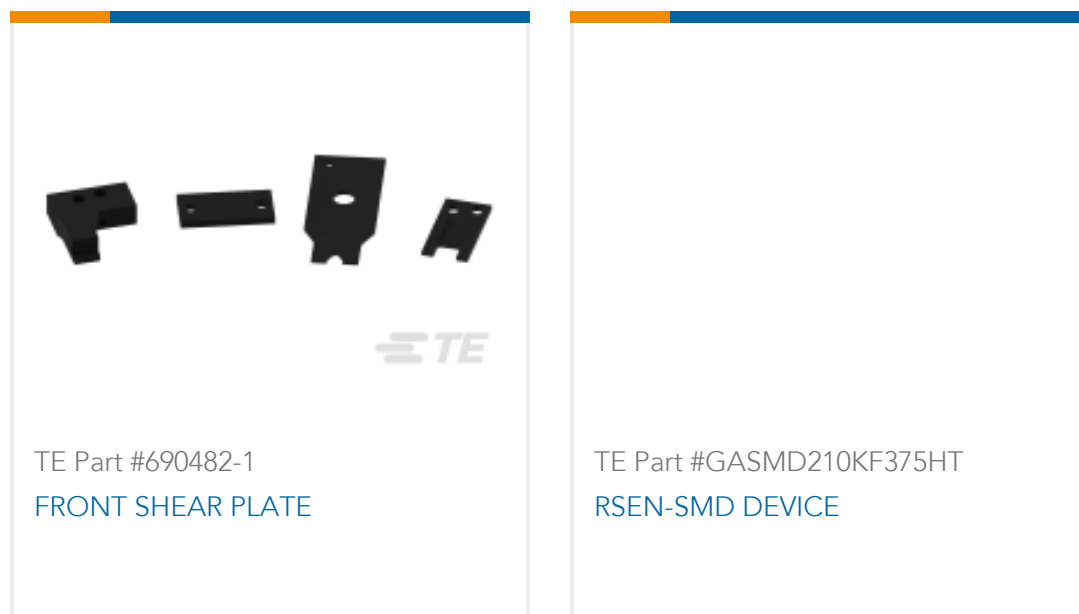 TE
TE Part #690482-1
FRONT SHEAR PLATE
TE Part #GASMD210KF375HT
RSEN-SMD DEVICE